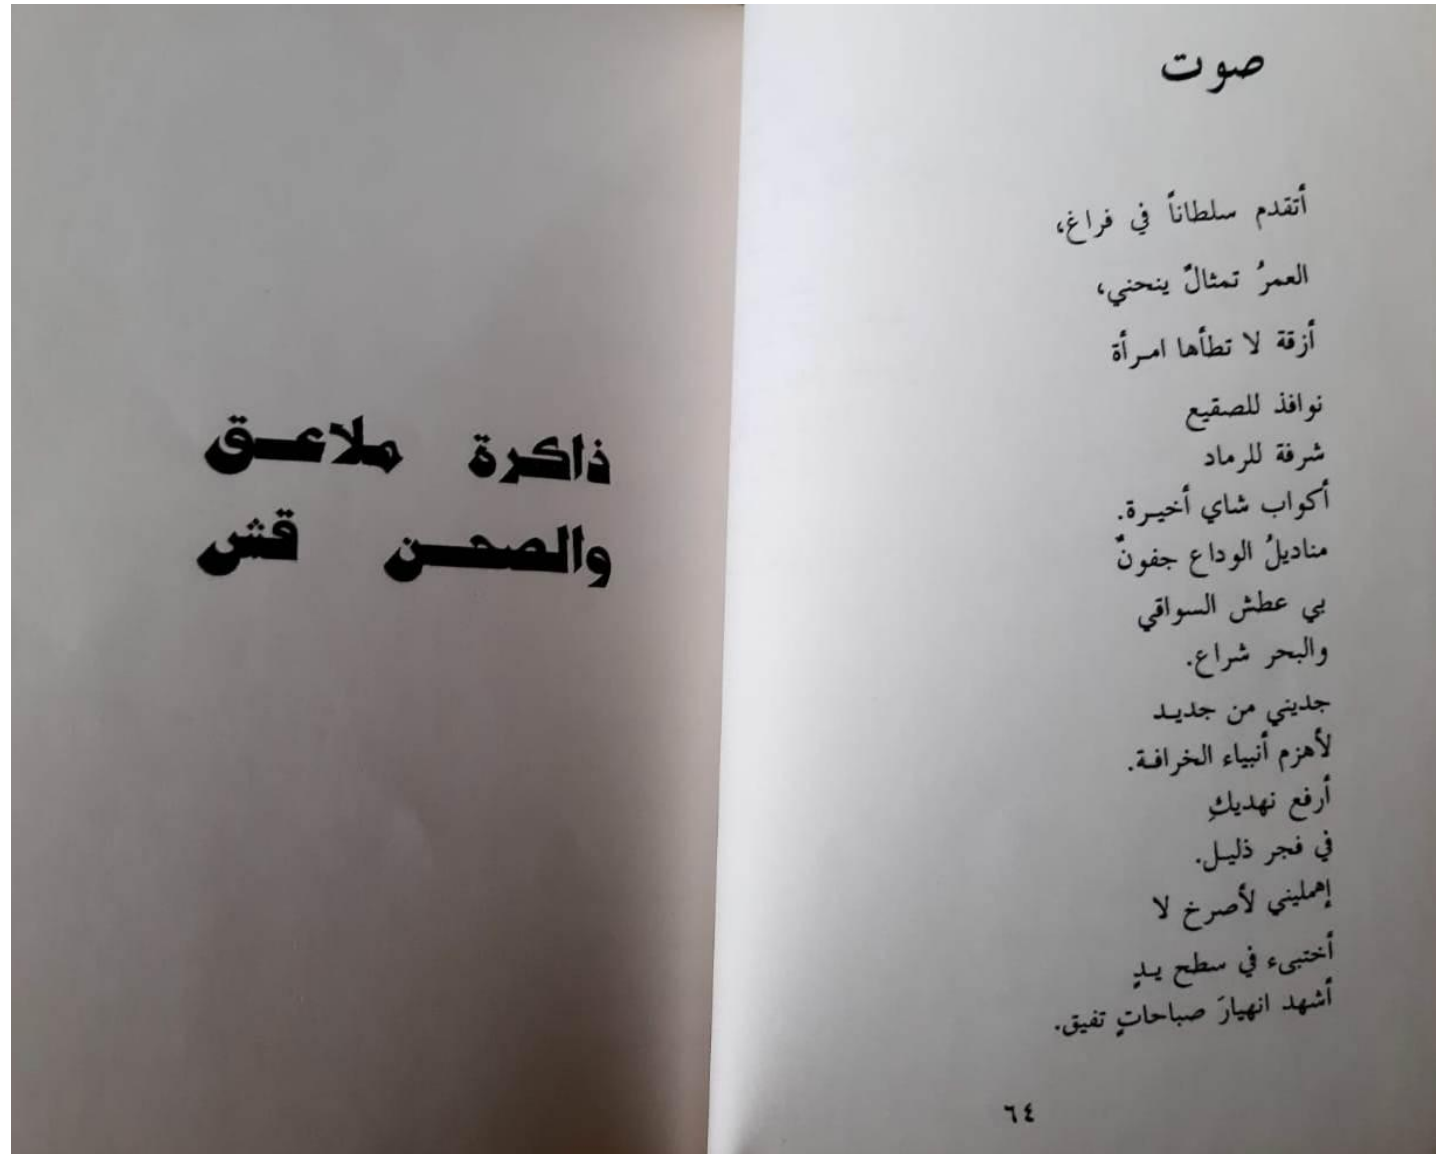 صوت
أتقدم سلطاناً في فراغ،
العمرُ تمثالٌ ينحني،
أزقة لا تطأها امرأة
نوافذ للصقيع
شرفة للرماد
أكواب شاي أخيرة.
مناديلُ الوداع جفونٌ
بي عطش السواقي
والبحر شراع.
جديني من جديد
لأهزم أنبياء الخرافة.
أرفع نهديكِ
في فجر ذليل.
إهمليني لأصرخ لا
أختبىء في سطح يدٍ
أشهد انهيارَ صباحاتٍ تفيق.
٦٤
ذاكرة ملاعق
والصحن قش